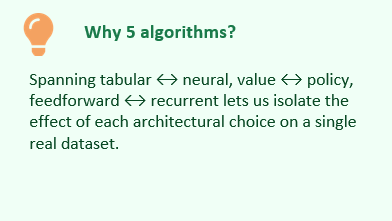 Why 5 algorithms?
Spanning tabular ↔ neural, value ↔ policy,
feedforward ↔ recurrent lets us isolate the
effect of each architectural choice on a single
real dataset.